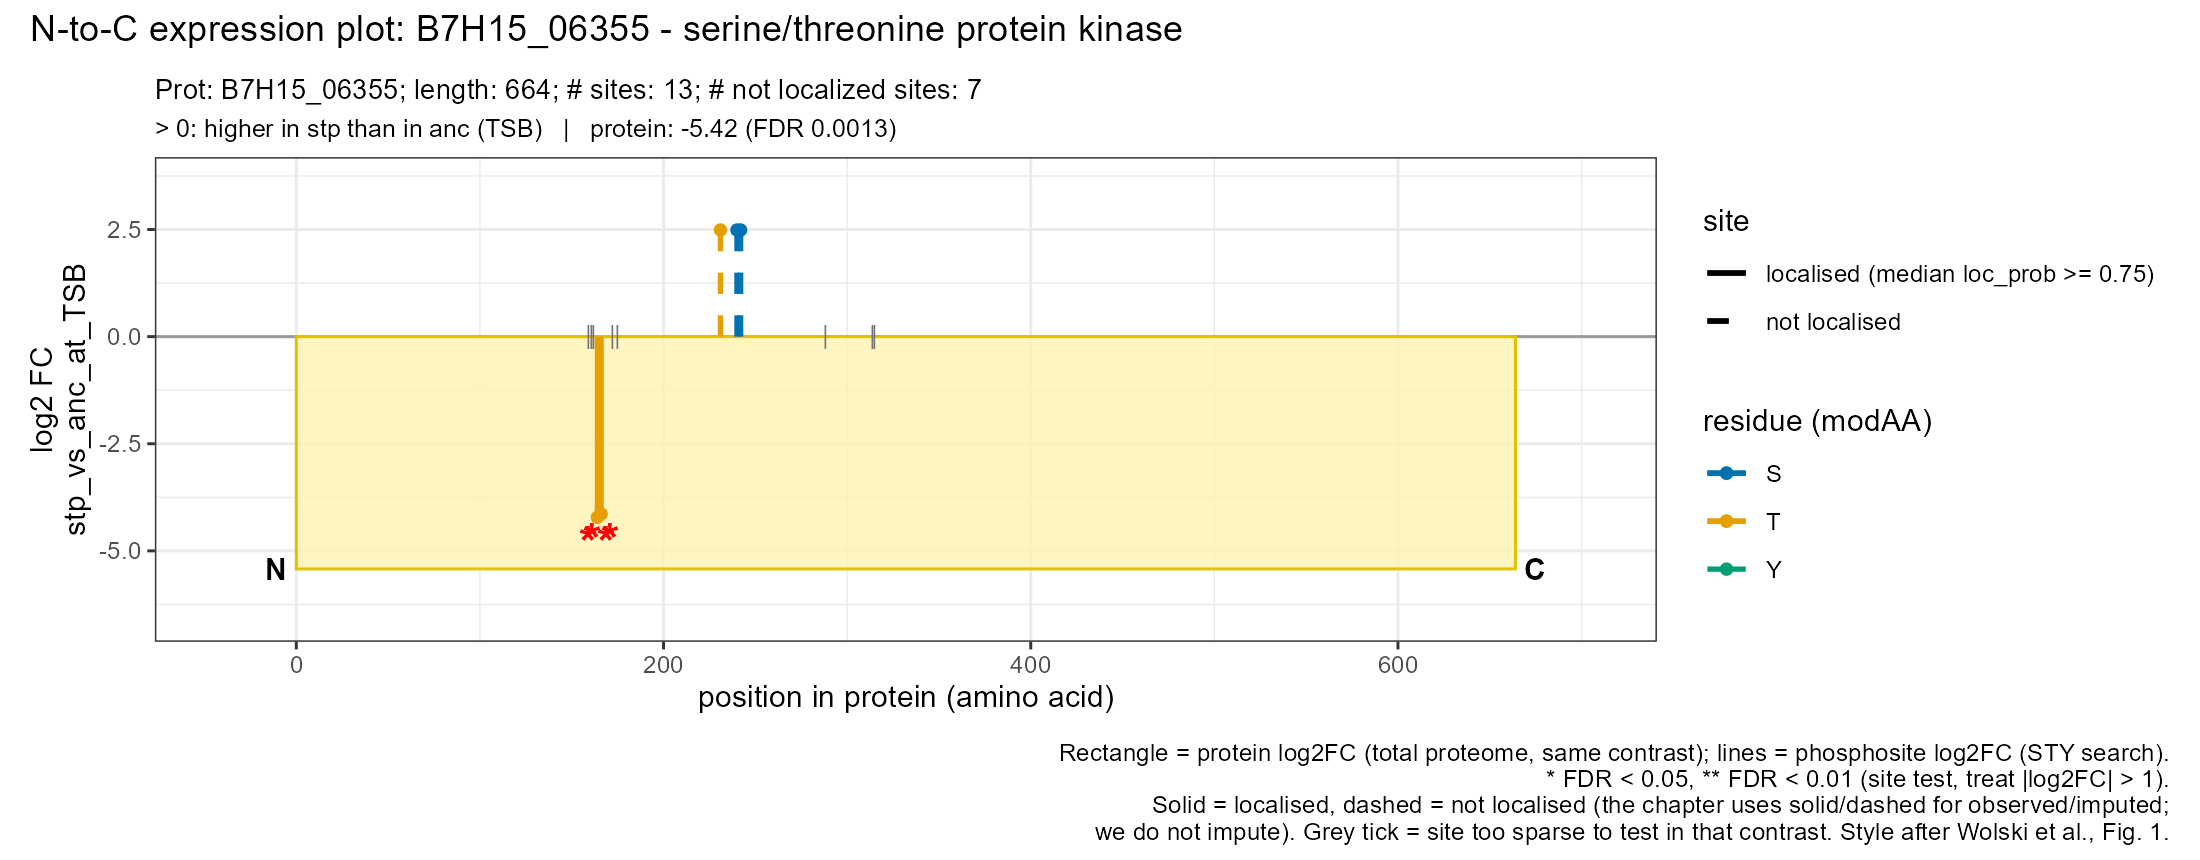 N-to-C expression plot: B7H15_06355 - serine/threonine protein kinase
Prot: B7H15_06355; length: 664; # sites: 13; # not localized sites: 7
> 0: higher in stp than in anc (TSB)   |   protein: -5.42 (FDR 0.0013)
log2 FC
stp_vs_anc_at_TSB
2.5
0.0
-2.5
-5.0
N
**
C
0
200
400
600
position in protein (amino acid)
site
localised (median loc_prob >= 0.75)
not localised
residue (modAA)
S
T
Y
Rectangle = protein log2FC (total proteome, same contrast); lines = phosphosite log2FC (STY search).
* FDR < 0.05, ** FDR < 0.01 (site test, treat |log2FC| > 1).
Solid = localised, dashed = not localised (the chapter uses solid/dashed for observed/imputed;
we do not impute). Grey tick = site too sparse to test in that contrast. Style after Wolski et al., Fig. 1.